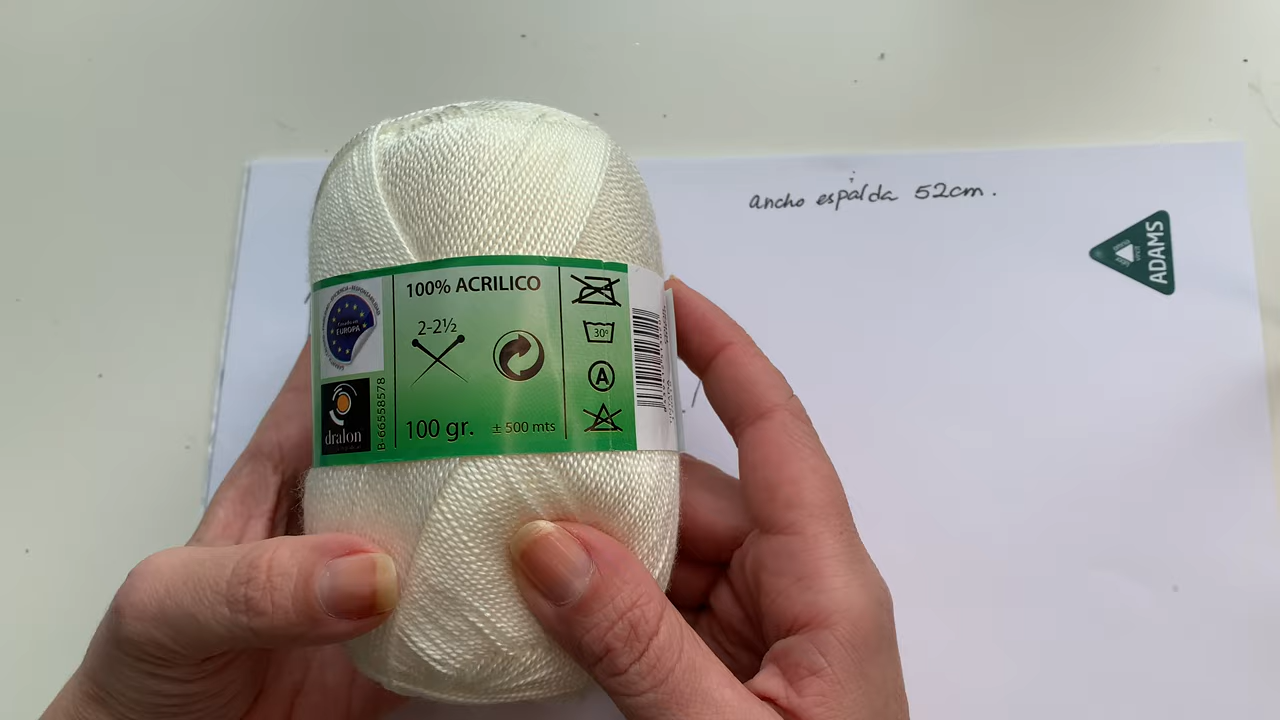 ancho espalda 52cm.
ADAMS
100% ACRILICO
2-2½
30°
EUROPA
A
B-66558578
dralon
100 gr. ± 500 mts